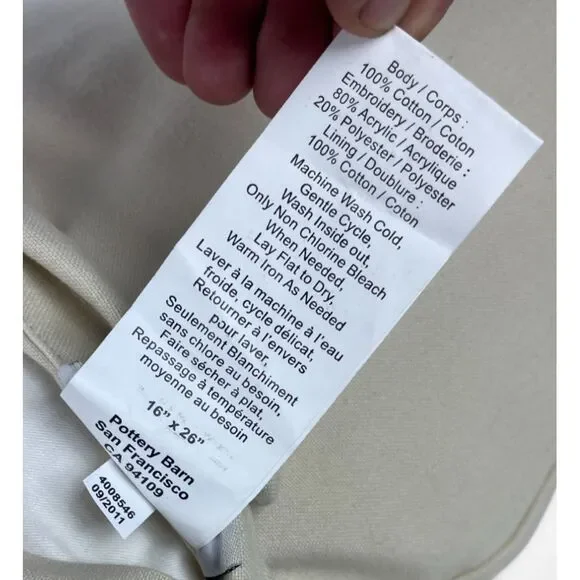 Body / Corps :
100% Cotton / Coton
Embroidery / Broderie :
80% Acrylic / Acrylique
20% Polyester / Polyester
Lining / Doublure :
100% Cotton / Coton
Machine Wash Cold,
Gentle Cycle,
Wash Inside out,
Only Non Chlorine Bleach
When Needed,
Lay Flat to Dry,
Warm Iron As Needed
Laver à la machine à l'eau
froide, cycle délicat,
Retourner à l'envers
pour laver,
Seulement Blanchiment
sans chlore au besoin,
Faire sécher à plat,
Repassage à température
moyenne au besoin
16" x 26"
Pottery Barn
San Francisco
CA 94109
4008546
09/2011